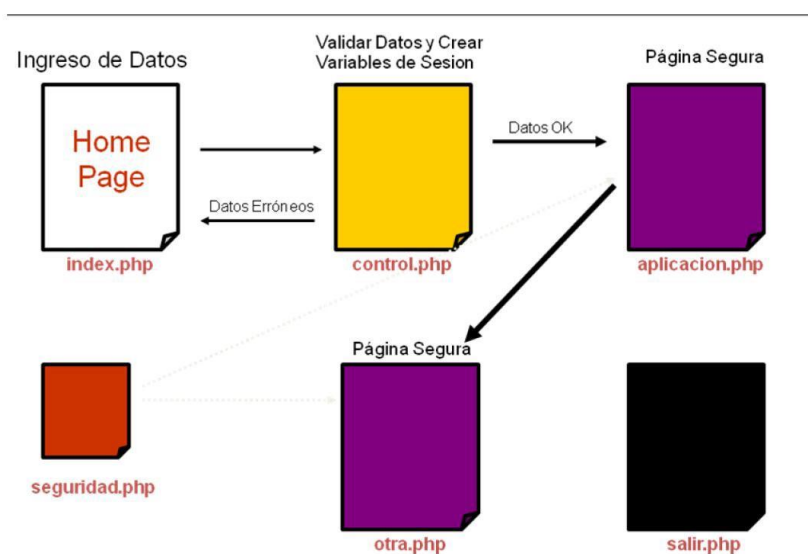 Ingreso de Datos
Validar Datos y Crear
Variables de Sesion
Página Segura
Home
Page
Datos OK
Datos Erróneos
index.php
control.php
aplicacion.php
Página Segura
seguridad.php
otra.php
salir.php